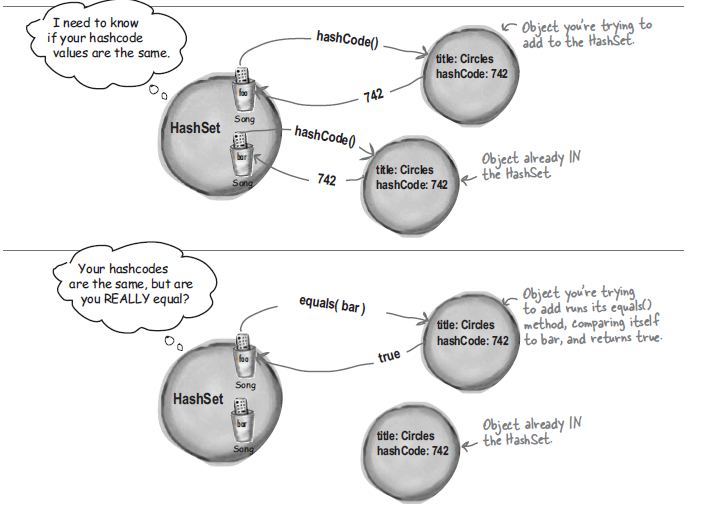 I need to know
if your hashcode
values are the same.
hashCode()
Object you're trying to
add to the HashSet.
title: Circles
hashCode: 742
742
foo
Song
HashSet
hashCode()
bar
Song
742
title: Circles
hashCode: 742
Object already IN
the HashSet
Your hashcodes
are the same, but are
you REALLY equal?
equals( bar )
Object you're trying
to add runs its equals()
method, comparing itself
to bar, and returns true.
title: Circles
hashCode: 742
true
foo
Song
HashSet
bar
Song
title: Circles
hashCode: 742
Object already IN
the HashSet.